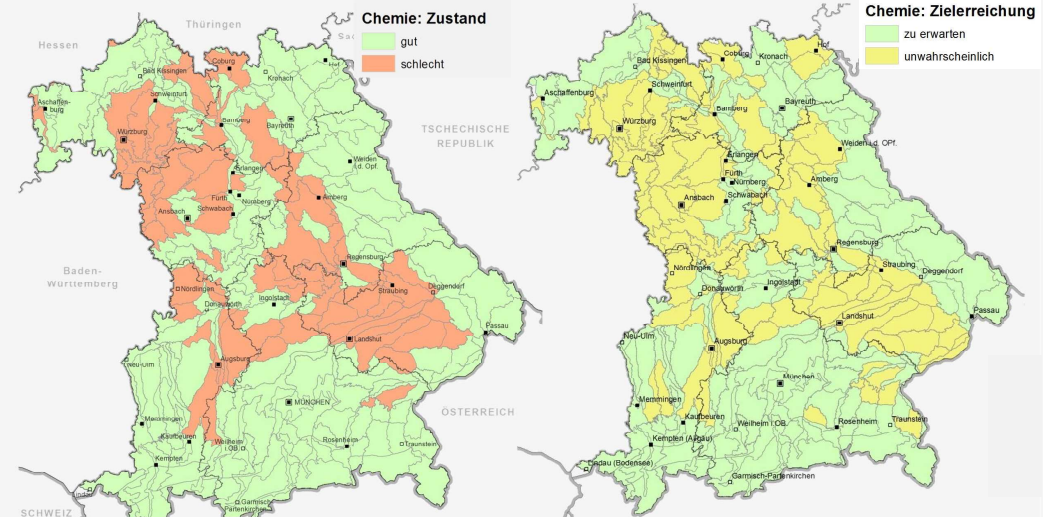 Chemie: Zustand
gut
schlecht
Thüringen
Hessen
Coburg
Hof
Bad Kissingen
Kronach
Aschaffen-
burg
Schweinfurt
Bamberg
Bayreuth
Würzburg
TSCHECHISCHE
REPUBLIK
Weiden
i.d. Opf.
Erlangen
Fürth
Nürnberg
Amberg
Ansbach
Schwabach
Regensburg
Baden-
Württemberg
Nördlingen
Straubing
Deggendorf
Donauwörth
Ingolstadt
Passau
Landshut
Neu-Ulm
Augsburg
MÜNCHEN
ÖSTERREICH
Memmingen
Kaufbeuren
Weilheim
i.OB.
Rosenheim
Traunstein
Kempten
Lindau
Garmisch-
Partenkirchen
SCHWEIZ
Chemie: Zielerreichung
zu erwarten
unwahrscheinlich
Coburg
Hof
Bad Kissingen
Kronach
Aschaffenburg
Schweinfurt
Bamberg
Bayreuth
Würzburg
Weiden i.d. OPf.
Erlangen
Fürth
Nürnberg
Amberg
Schwabach
Ansbach
Regensburg
Nördlingen
Straubing
Deggendorf
Donauwörth
Ingolstadt
Passau
Landshut
Neu-Ulm
Augsburg
München
Memmingen
Kaufbeuren
Weilheim i.OB.
Rosenheim
Traunstein
Kempten (Allgäu)
Lindau (Bodensee)
Garmisch-Partenkirchen